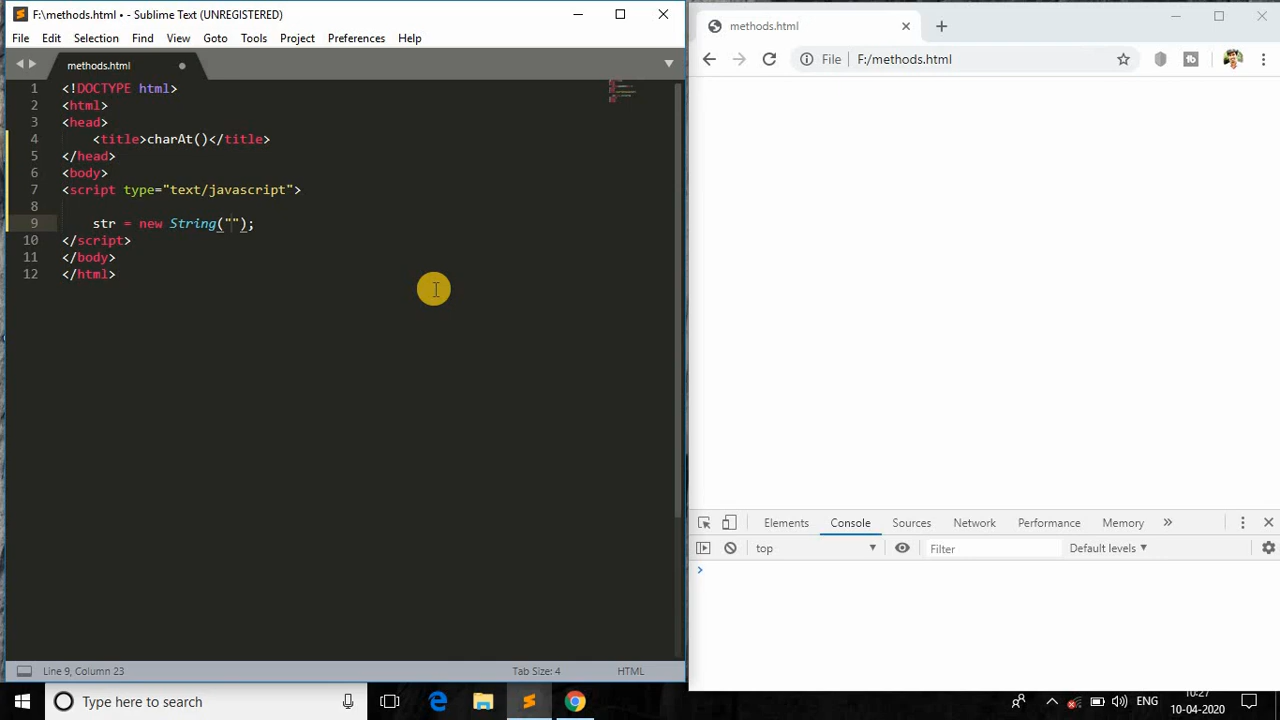 F:\methods.html • - Sublime Text (UNREGISTERED)
File Edit Selection Find View Goto Tools Project Preferences Help
methods.html
1 <!DOCTYPE html>
2 <html>
3 <head>
4 <title>charAt()</title>
5 </head>
6 <body>
7 <script type="text/javascript">
8
9 str = new String("");
10 </script>
11 </body>
12 </html>
Line 9, Column 23 Tab Size: 4 HTML
methods.html
File F:/methods.html
Elements Console Sources Network Performance Memory »
top Filter Default levels
Type here to search
ENG
10:27
10-04-2020